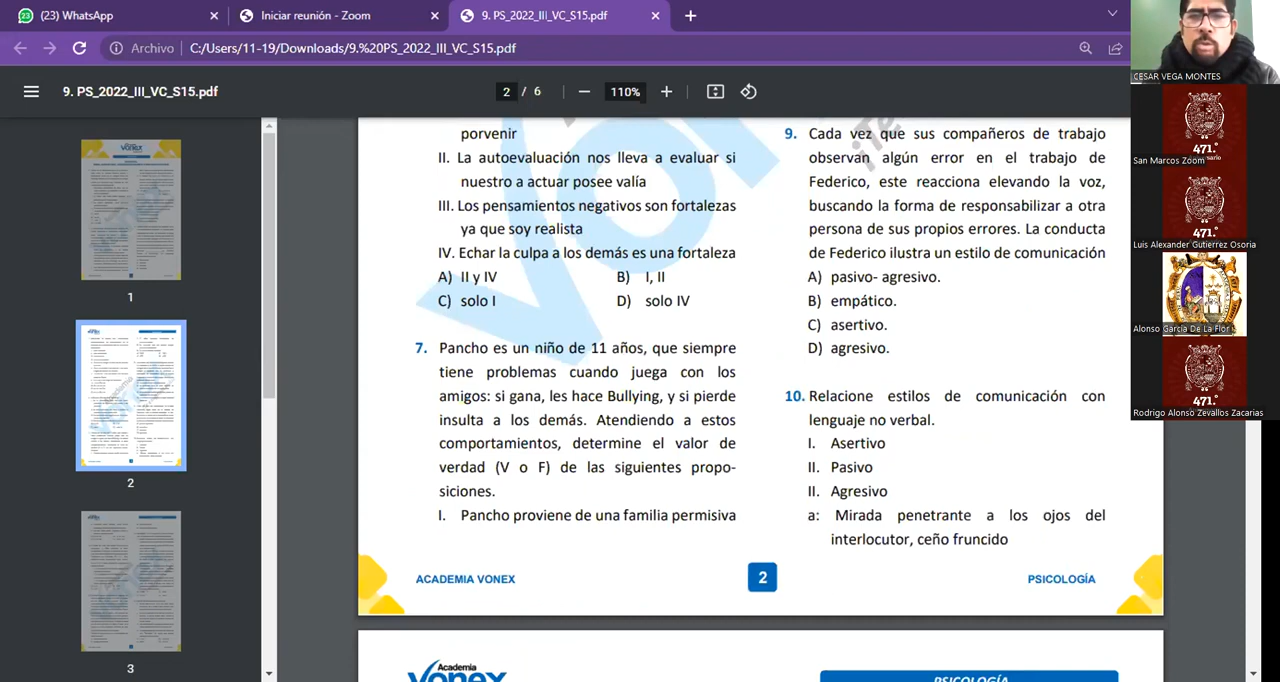 (23) WhatsApp
Iniciar reunión - Zoom
9. PS_2022_III_VC_S15.pdf
Archivo
C:/Users/11-19/Downloads/9.%20PS_2022_III_VC_S15.pdf
9. PS_2022_III_VC_S15.pdf
2 / 6
110%
1
2
3
porvenir
II. La autoevaluación nos lleva a evaluar si
nuestro a actuar posee valía
III. Los pensamientos negativos son fortalezas
ya que soy realista
IV. Echar la culpa a los demás es una fortaleza
A) II y IV
B) I, II
C) solo I
D) solo IV
7. Pancho es un niño de 11 años, que siempre
tiene problemas cuando juega con los
amigos: si gana, les hace Bullying, y si pierde
insulta a los demás. Atendiendo a estos
comportamientos, determine el valor de
verdad (V o F) de las siguientes propo-
siciones.
I. Pancho proviene de una familia permisiva
9. Cada vez que sus compañeros de trabajo
observan algún error en el trabajo de
Federico, este reacciona elevando la voz,
buscando la forma de responsabilizar a otra
persona de sus propios errores. La conducta
de Federico ilustra un estilo de comunicación
A) pasivo- agresivo.
B) empático.
C) asertivo.
D) agresivo.
10. Relacione estilos de comunicación con
lenguaje no verbal.
I. Asertivo
II. Pasivo
II. Agresivo
a: Mirada penetrante a los ojos del
interlocutor, ceño fruncido
ACADEMIA VONEX
2
PSICOLOGÍA
Academia
vonex
PSICOLOGÍA
CESAR VEGA MONTES
471.°
San Marcos Zoom
471.°
Luis Alexander Gutierrez Osoria
Alonso García De La Flor
471.°
Rodrigo Alonso Zevallos Zacarias